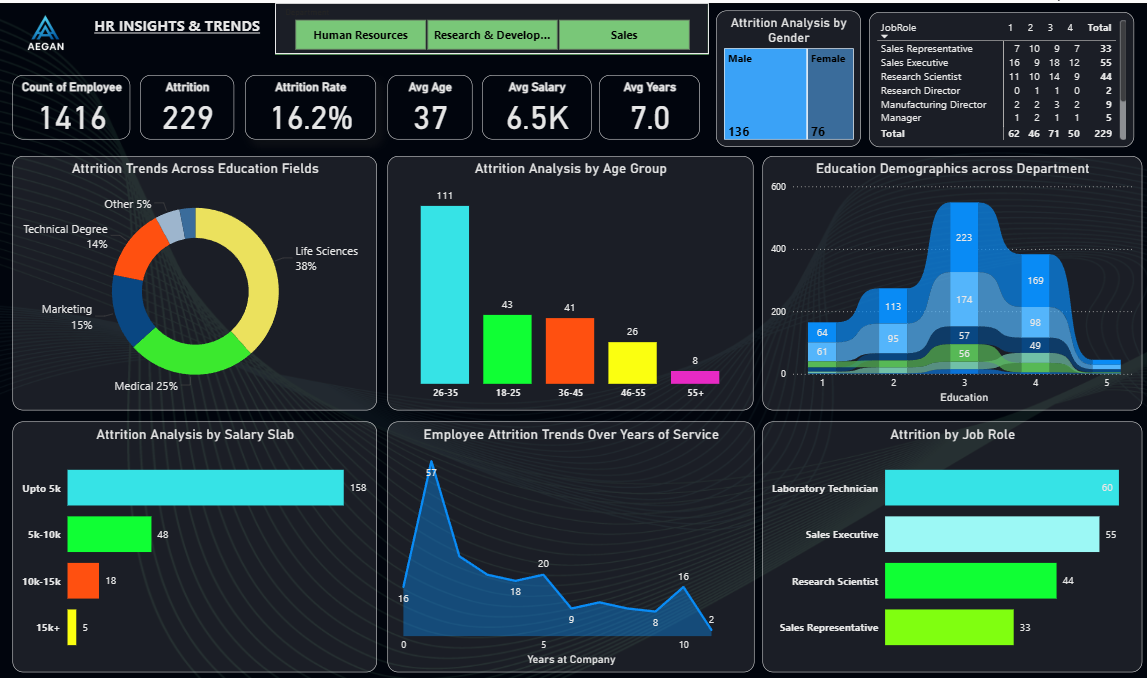 AEGAN
HR INSIGHTS & TRENDS
Human Resources
Research & Develop...
Sales
Attrition Analysis by
Gender
Male
Female
136
76
JobRole 1 2 3 4 Total
Sales Representative 7 10 9 7 33
Sales Executive 16 9 18 12 55
Research Scientist 11 10 14 9 44
Research Director 0 1 1 0 2
Manufacturing Director 2 2 3 2 9
Manager 1 2 1 1 5
Total 62 46 71 50 229
Count of Employee
1416
Attrition
229
Attrition Rate
16.2%
Avg Age
37
Avg Salary
6.5K
Avg Years
7.0
Attrition Trends Across Education Fields
Other 5%
Technical Degree
14%
Life Sciences
38%
Marketing
15%
Medical 25%
Attrition Analysis by Age Group
111
43
41
26
8
26-35
18-25
36-45
46-55
55+
Education Demographics across Department
600
400
200
0
64
61
113
95
223
174
57
56
169
98
49
1
2
3
4
5
Education
Attrition Analysis by Salary Slab
Upto 5k 158
5k-10k 48
10k-15k 18
15k+ 5
Employee Attrition Trends Over Years of Service
57
16
18
20
9
8
16
2
0
5
10
Years at Company
Attrition by Job Role
Laboratory Technician 60
Sales Executive 55
Research Scientist 44
Sales Representative 33